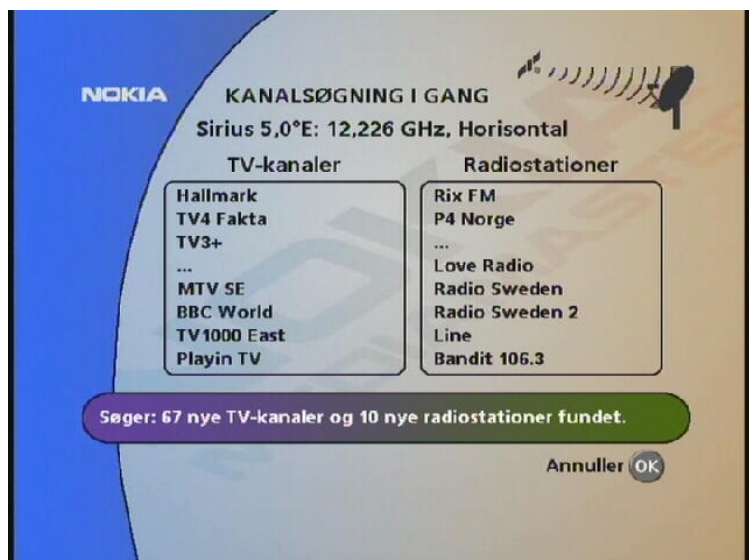 NOKIA
KANALSØGNING I GANG
Sirius 5,0°E: 12,226 GHz, Horisontal
TV-kanaler
Hallmark
TV4 Fakta
TV3+
...
MTV SE
BBC World
TV1000 East
Playin TV
Radiostationer
Rix FM
P4 Norge
...
Love Radio
Radio Sweden
Radio Sweden 2
Line
Bandit 106.3
Søger: 67 nye TV-kanaler og 10 nye radiostationer fundet.
Annuller OK